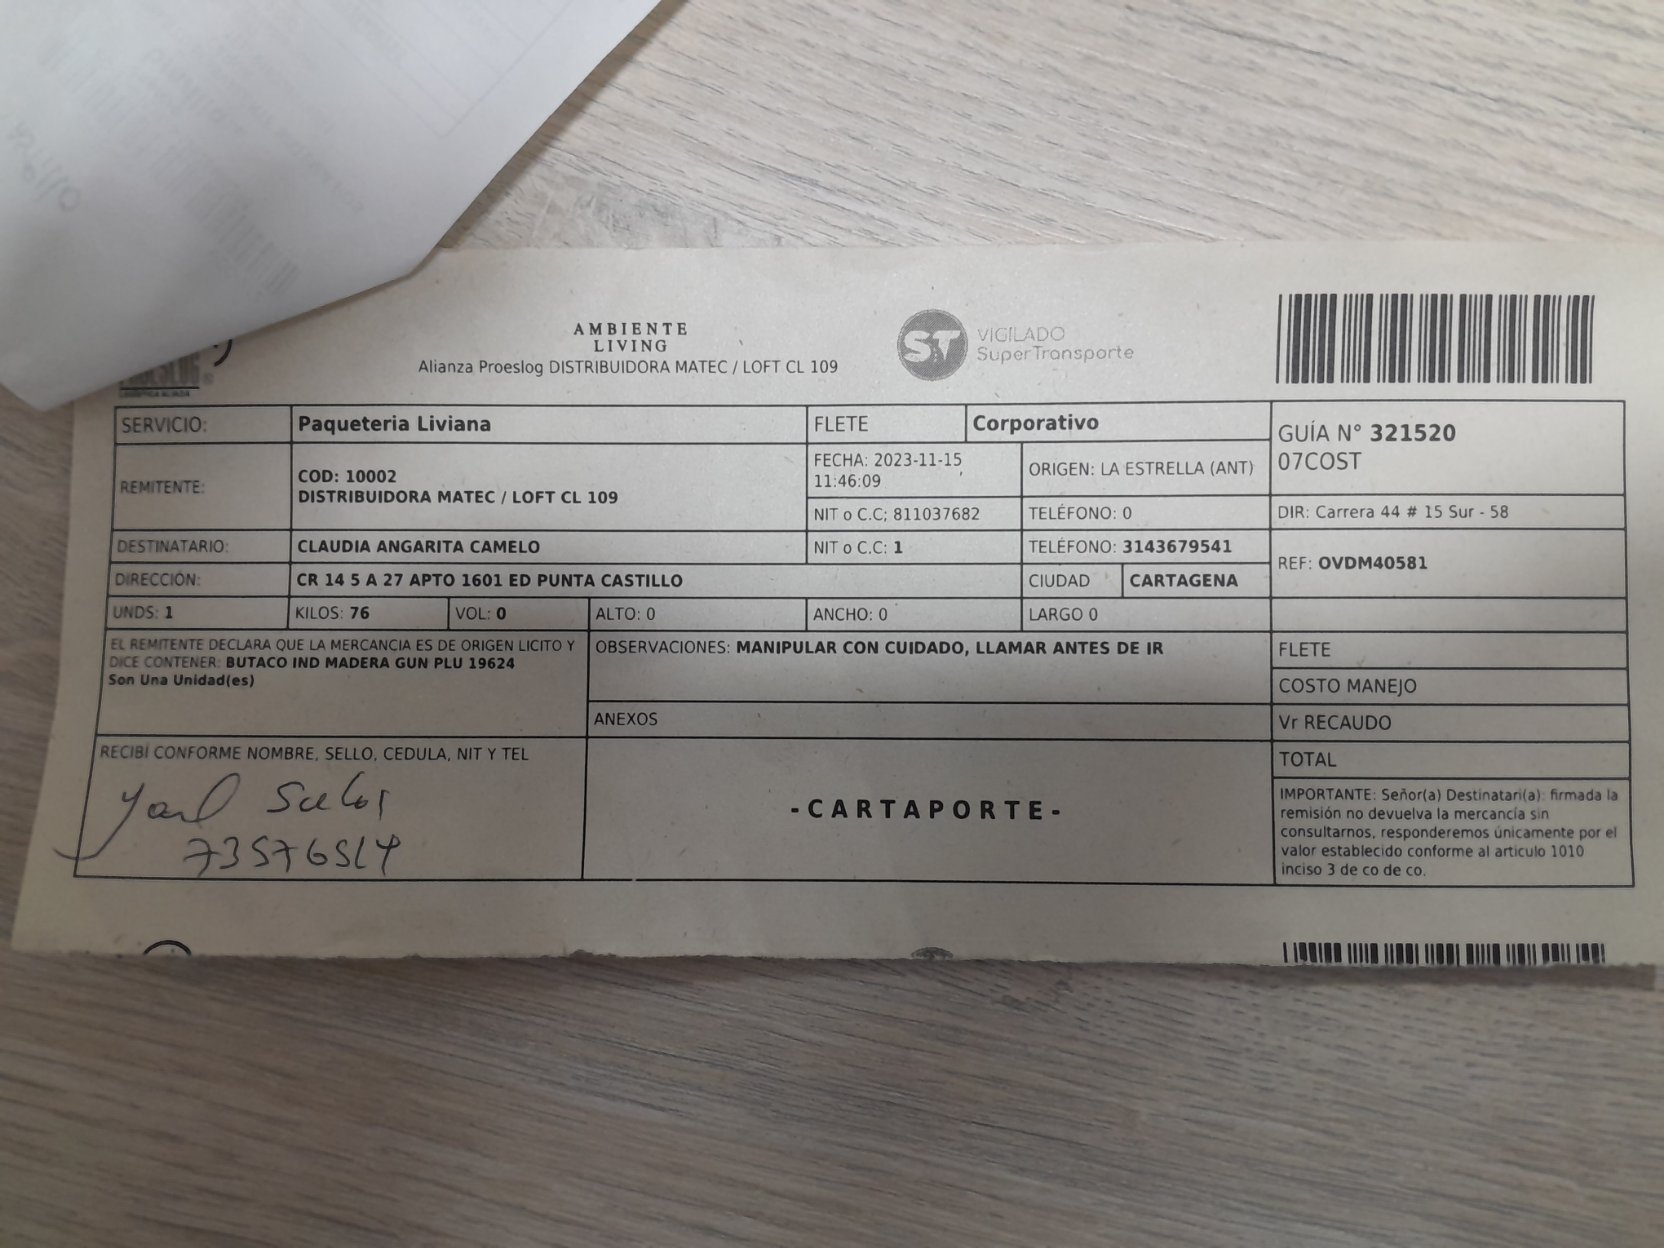 AMBIENTE
LIVING
Alianza Proeslog DISTRIBUIDORA MATEC / LOFT CL 109
ST VIGILADO
SuperTransporte
SERVICIO: Paqueteria Liviana FLETE Corporativo
GUÍA N° 321520
07COST
REMITENTE: COD: 10002
DISTRIBUIDORA MATEC / LOFT CL 109
FECHA: 2023-11-15
11:46:09
ORIGEN: LA ESTRELLA (ANT)
NIT o C.C; 811037682 TELÉFONO: 0 DIR: Carrera 44 # 15 Sur - 58
DESTINATARIO: CLAUDIA ANGARITA CAMELO NIT o C.C: 1 TELÉFONO: 3143679541
REF: OVDM40581
DIRECCIÓN: CR 14 5 A 27 APTO 1601 ED PUNTA CASTILLO CIUDAD CARTAGENA
UNDS: 1 KILOS: 76 VOL: 0 ALTO: 0 ANCHO: 0 LARGO 0
EL REMITENTE DECLARA QUE LA MERCANCIA ES DE ORIGEN LICITO Y
DICE CONTENER: BUTACO IND MADERA GUN PLU 19624
Son Una Unidad(es)
OBSERVACIONES: MANIPULAR CON CUIDADO, LLAMAR ANTES DE IR
ANEXOS
FLETE
COSTO MANEJO
Vr RECAUDO
TOTAL
RECIBÍ CONFORME NOMBRE, SELLO, CEDULA, NIT Y TEL
-CARTAPORTE-
IMPORTANTE: Señor(a) Destinatari(a): firmada la
remisión no devuelva la mercancía sin
consultarnos, responderemos únicamente por el
valor establecido conforme al articulo 1010
inciso 3 de co de co.